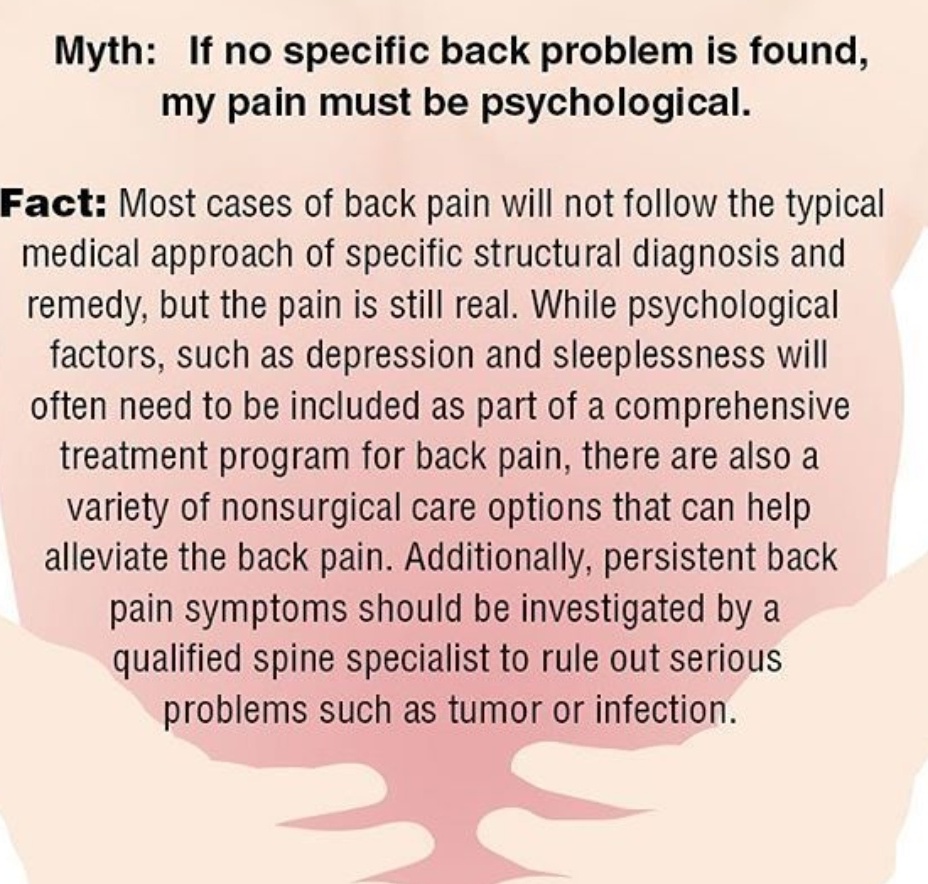 Myth: If no specific back problem is found,
my pain must be psychological.
Fact: Most cases of back pain will not follow the typical
medical approach of specific structural diagnosis and
remedy, but the pain is still real. While psychological
factors, such as depression and sleeplessness will
often need to be included as part of a comprehensive
treatment program for back pain, there are also a
variety of nonsurgical care options that can help
alleviate the back pain. Additionally, persistent back
pain symptoms should be investigated by a
qualified spine specialist to rule out serious
problems such as tumor or infection.